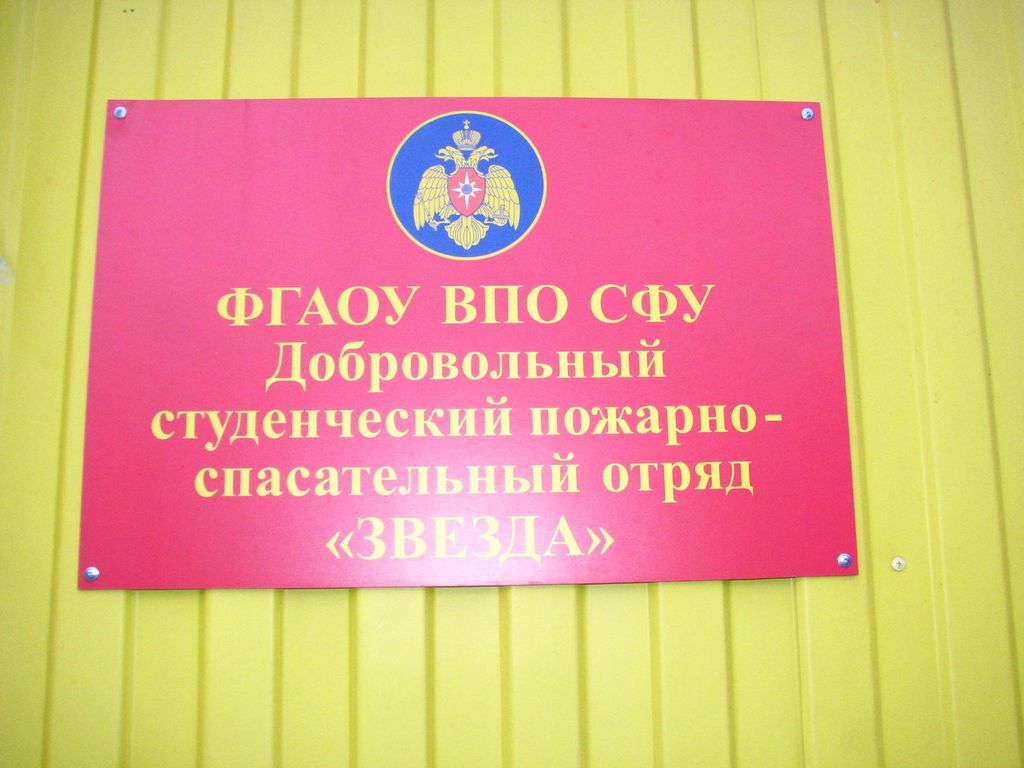 ФГАОУ ВПО СФУ
Добровольный
студенческий пожарно-
спасательный отряд
«ЗВЕЗДА»